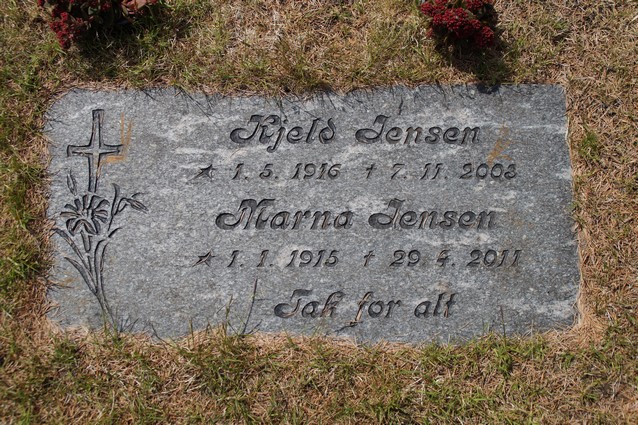 Kjeld Jensen
* 1. 5. 1916 † 7. 11. 2008
Marna Jensen
* 1. 1. 1915 † 29. 4. 2011
Tak for alt